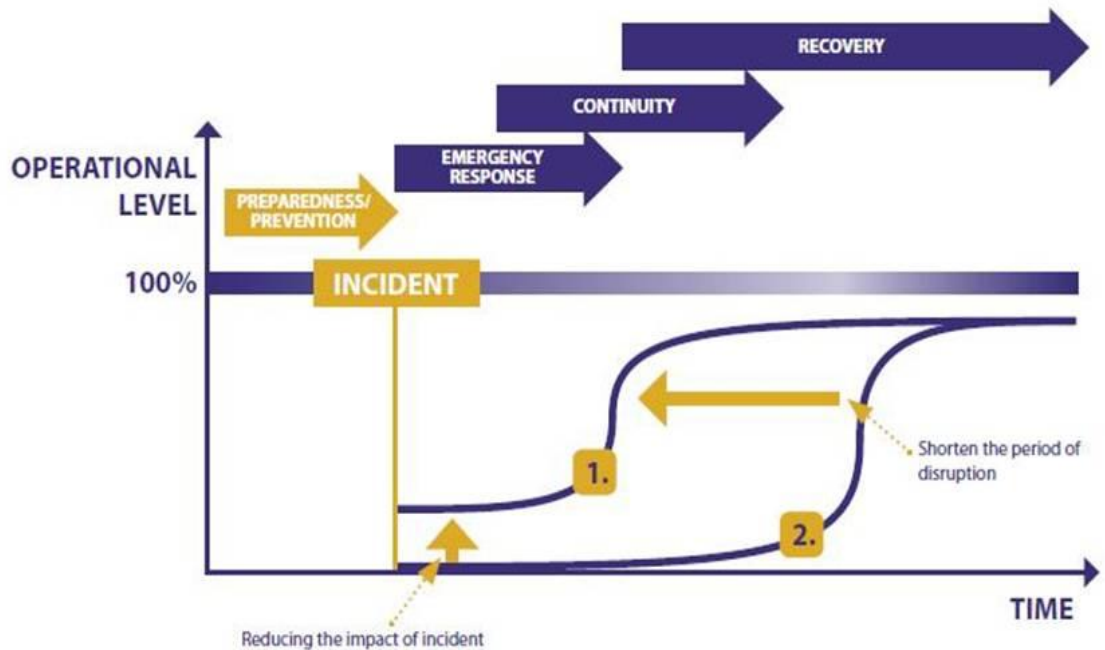 RECOVERY
CONTINUITY
EMERGENCY
RESPONSE
OPERATIONAL
LEVEL
PREPAREDNESS/
PREVENTION
100%
INCIDENT
1.
Shorten the period of
disruption
2.
TIME
Reducing the impact of incident